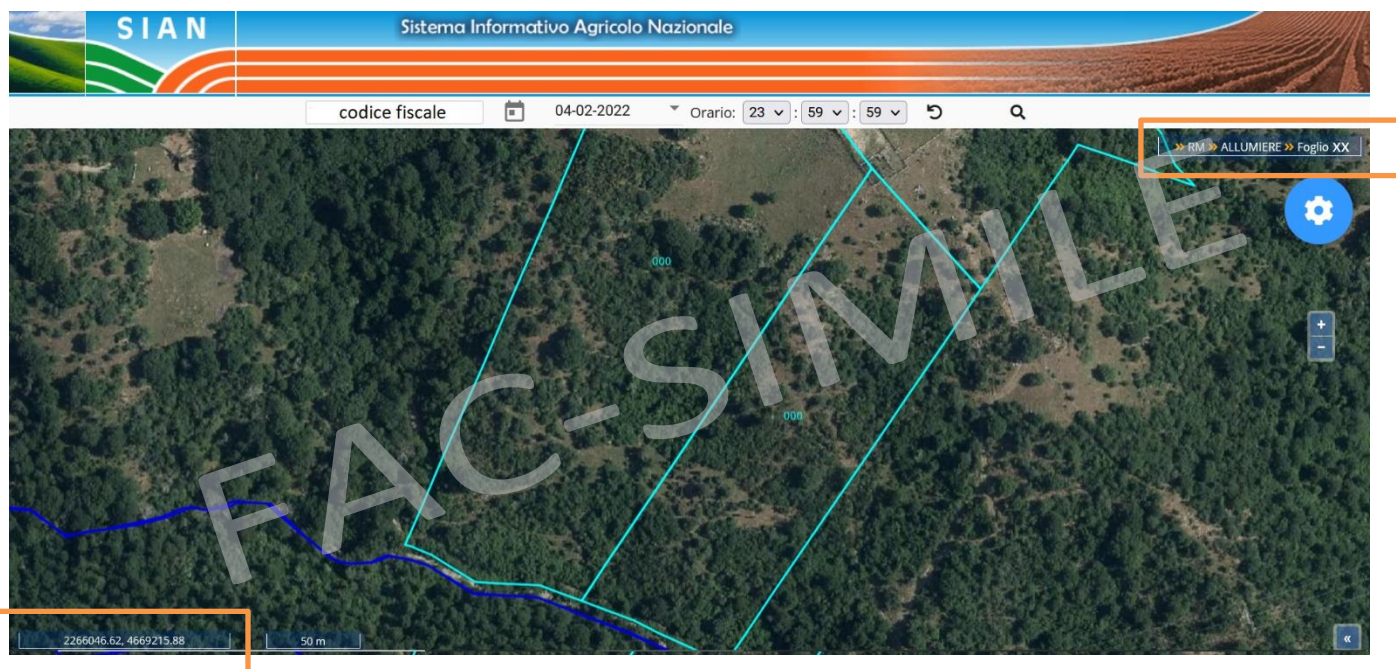 SIAN
Sistema Informativo Agricolo Nazionale
codice fiscale 04-02-2022 Orario: 23 : 59 : 59
» RM » ALLUMIERE » Foglio XX
000
+
-
FAC-SIMILE
000
2266046.62, 4669215.88 50 m «